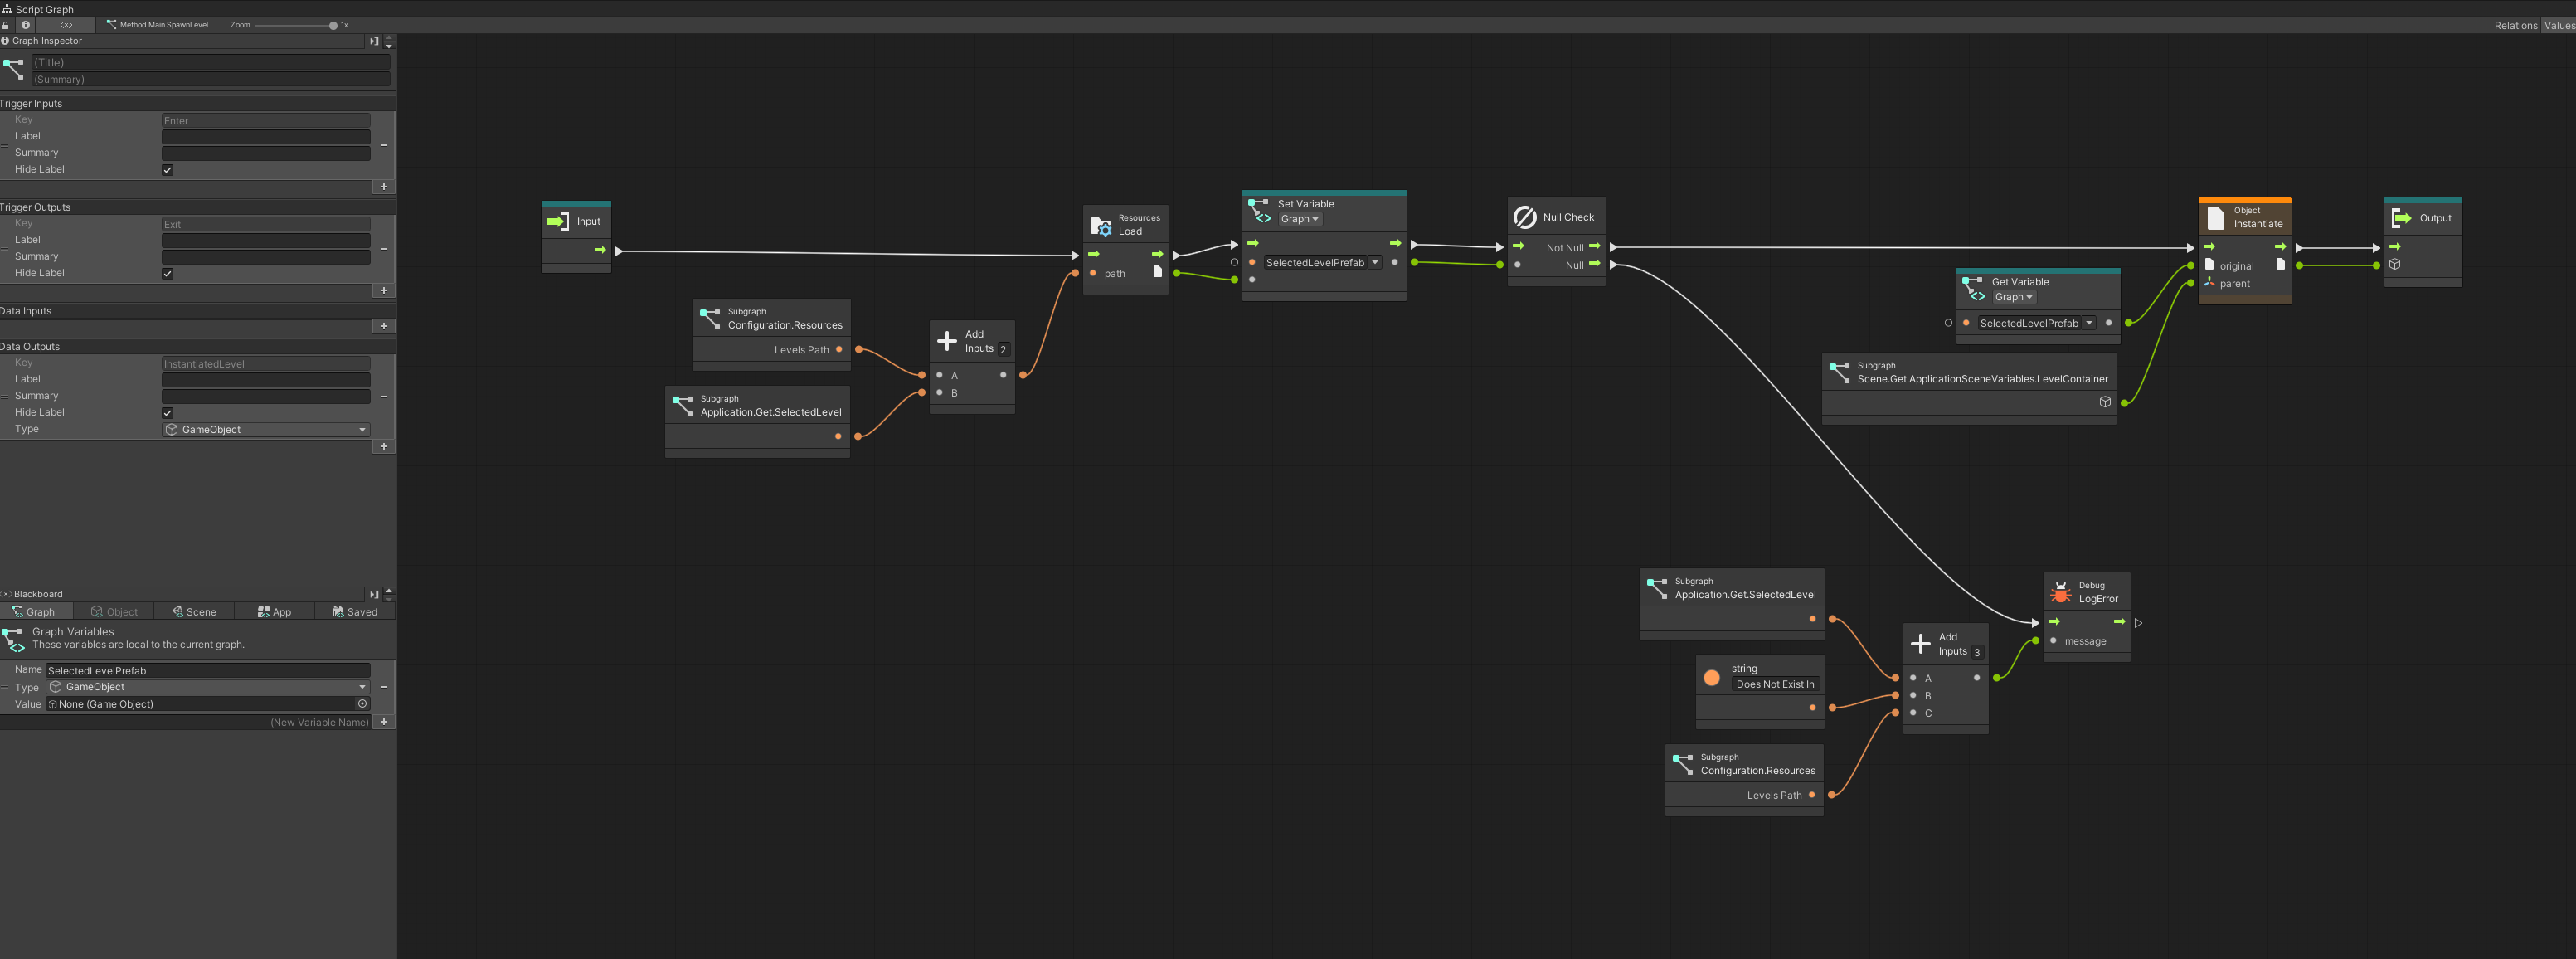 Script Graph
Method.Main.SpawnLevel
Zoom
1x
Relations
Values
Graph Inspector
(Title)
(Summary)
Trigger Inputs
Key Enter
Label
Summary
Hide Label
Trigger Outputs
Key Exit
Label
Summary
Hide Label
Data Inputs
Data Outputs
Key InstantiatedLevel
Label
Summary
Hide Label
Type GameObject
Blackboard
Graph
Object
Scene
App
Saved
Graph Variables
These variables are local to the current graph.
Name SelectedLevelPrefab
Type GameObject
Value None (Game Object)
(New Variable Name)
Input
Subgraph
Configuration.Resources
Levels Path
Subgraph
Application.Get.SelectedLevel
Add
Inputs 2
A
B
Resources
Load
path
Set Variable
Graph
SelectedLevelPrefab
Null Check
Not Null
Null
Get Variable
Graph
SelectedLevelPrefab
Subgraph
Scene.Get.ApplicationSceneVariables.LevelContainer
Object
Instantiate
original
parent
Output
Subgraph
Application.Get.SelectedLevel
string
Does Not Exist In
Subgraph
Configuration.Resources
Levels Path
Add
Inputs 3
A
B
C
Debug
LogError
message